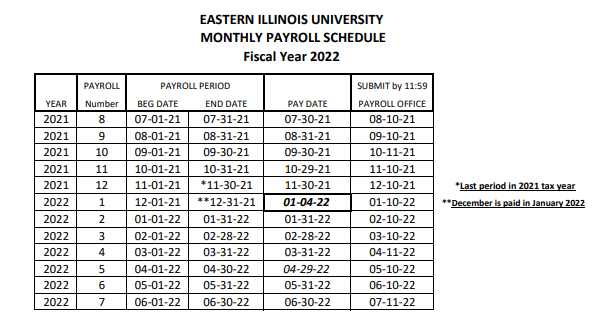 EASTERN ILLINOIS UNIVERSITY
MONTHLY PAYROLL SCHEDULE
Fiscal Year 2022
PAYROLL PAYROLL PERIOD SUBMIT by 11:59
YEAR Number BEG DATE END DATE PAY DATE PAYROLL OFFICE
2021 8 07-01-21 07-31-21 07-30-21 08-10-21
2021 9 08-01-21 08-31-21 08-31-21 09-10-21
2021 10 09-01-21 09-30-21 09-30-21 10-11-21
2021 11 10-01-21 10-31-21 10-29-21 11-10-21
2021 12 11-01-21 *11-30-21 11-30-21 12-10-21 *Last period in 2021 tax year
2022 1 12-01-21 **12-31-21 01-04-22 01-10-22 **December is paid in January 2022
2022 2 01-01-22 01-31-22 01-31-22 02-10-22
2022 3 02-01-22 02-28-22 02-28-22 03-10-22
2022 4 03-01-22 03-31-22 03-31-22 04-11-22
2022 5 04-01-22 04-30-22 04-29-22 05-10-22
2022 6 05-01-22 05-31-22 05-31-22 06-10-22
2022 7 06-01-22 06-30-22 06-30-22 07-11-22